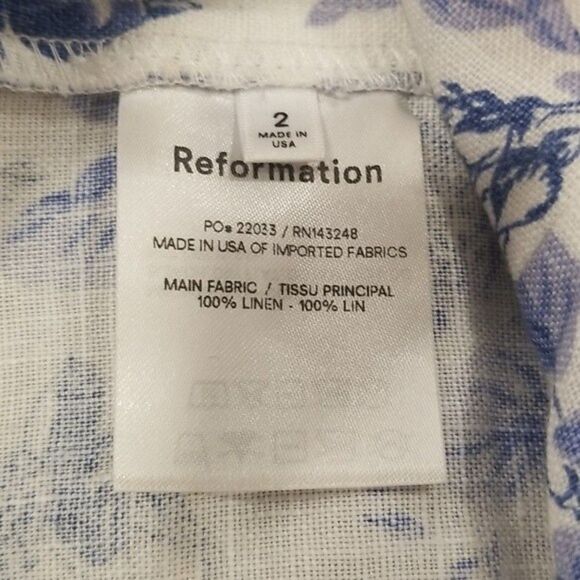 2
MADE IN
USA
Reformation
PO# 22033 / RN143248
MADE IN USA OF IMPORTED FABRICS
MAIN FABRIC / TISSU PRINCIPAL
100% LINEN - 100% LIN